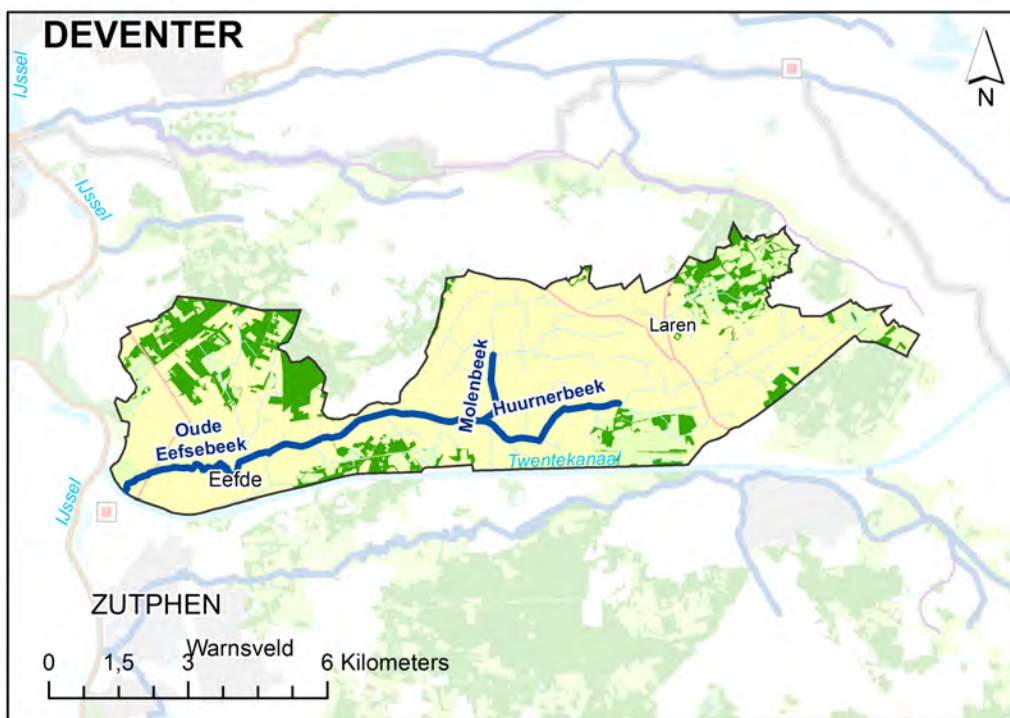 DEVENTER
IJssel
N
IJssel
Laren
Molenbeek
Huurnerbeek
Oude
Eefsebeek
Twentekanaal
Eefde
IJssel
ZUTPHEN
Warnsveld
0 1,5 3 6 Kilometers